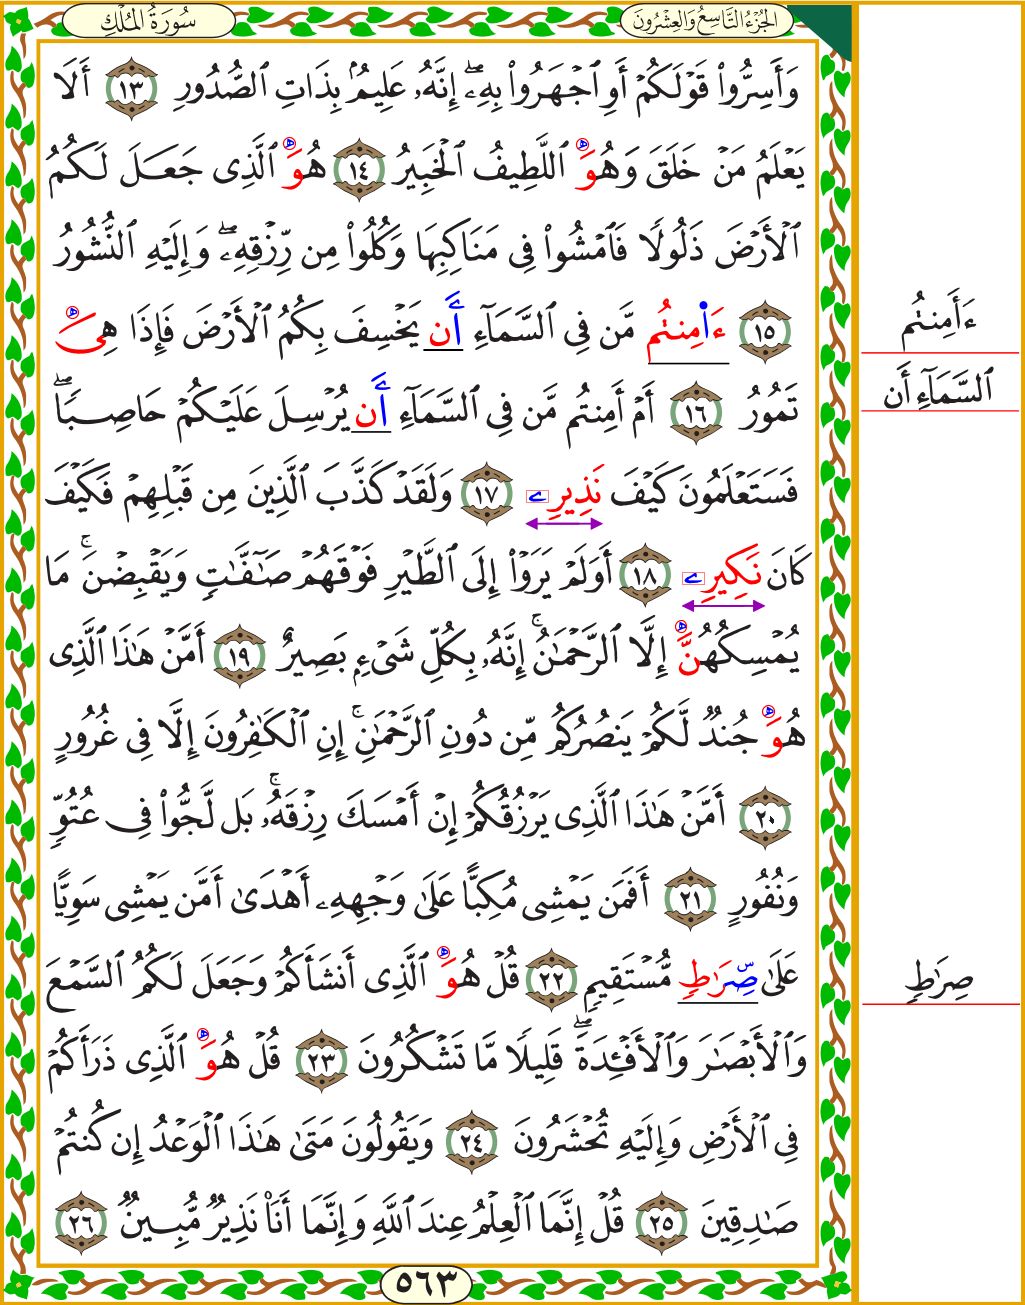 سُورَةُ المُلْكِ
الجُزْءُ التَّاسِعُ وَالعِشْرُونَ
وَأَسِرُّوا۟ قَوْلَكُمْ أَوِ ٱجْهَرُوا۟ بِهِۦٓ ۖ إِنَّهُۥ عَلِيمٌۢ بِذَاتِ ٱلصُّدُورِ ١٣ أَلَا
يَعْلَمُ مَنْ خَلَقَ وَهُوَ ٱللَّطِيفُ ٱلْخَبِيرُ ١٤ هُوَ ٱلَّذِى جَعَلَ لَكُمُ
ٱلْأَرْضَ ذَلُولًا فَٱمْشُوا۟ فِى مَنَاكِبِهَا وَكُلُوا۟ مِن رِّزْقِهِۦ ۖ وَإِلَيْهِ ٱلنُّشُورُ
١٥ ءَا۬مِنتُم مَّن فِى ٱلسَّمَآءِ أَن يَخْسِفَ بِكُمُ ٱلْأَرْضَ فَإِذَا هِىَ
تَمُورُ ١٦ أَمْ أَمِنتُم مَّن فِى ٱلسَّمَآءِ أَن يُرْسِلَ عَلَيْكُمْ حَاصِبًا ۖ
فَسَتَعْلَمُونَ كَيْفَ نَذِيرِۦ ١٧ وَلَقَدْ كَذَّبَ ٱلَّذِينَ مِن قَبْلِهِمْ فَكَيْفَ
كَانَ نَكِيرِۦ ١٨ أَوَلَمْ يَرَوْا۟ إِلَى ٱلطَّيْرِ فَوْقَهُمْ صَـٰٓفَّـٰتٍ وَيَقْبِضْنَ ۚ مَا
يُمْسِكُهُنَّ إِلَّا ٱلرَّحْمَـٰنُ ۚ إِنَّهُۥ بِكُلِّ شَىْءٍۭ بَصِيرٌ ١٩ أَمَّنْ هَـٰذَا ٱلَّذِى
هُوَ جُندٌ لَّكُمْ يَنصُرُكُم مِّن دُونِ ٱلرَّحْمَـٰنِ ۚ إِنِ ٱلْكَـٰفِرُونَ إِلَّا فِى غُرُورٍ
٢٠ أَمَّنْ هَـٰذَا ٱلَّذِى يَرْزُقُكُمْ إِنْ أَمْسَكَ رِزْقَهُۥ ۚ بَل لَّجُّوا۟ فِى عُتُوٍّ
وَنُفُورٍ ٢١ أَفَمَن يَمْشِى مُكِبًّا عَلَىٰ وَجْهِهِۦٓ أَهْدَىٰٓ أَمَّن يَمْشِى سَوِيًّا
عَلَىٰ صِرَٰطٍ مُّسْتَقِيمٍ ٢٢ قُلْ هُوَ ٱلَّذِىٓ أَنشَأَكُمْ وَجَعَلَ لَكُمُ ٱلسَّمْعَ
وَٱلْأَبْصَـٰرَ وَٱلْأَفْـِٔدَةَ ۖ قَلِيلًا مَّا تَشْكُرُونَ ٢٣ قُلْ هُوَ ٱلَّذِى ذَرَأَكُمْ
فِى ٱلْأَرْضِ وَإِلَيْهِ تُحْشَرُونَ ٢٤ وَيَقُولُونَ مَتَىٰ هَـٰذَا ٱلْوَعْدُ إِن كُنتُمْ
صَـٰدِقِينَ ٢٥ قُلْ إِنَّمَا ٱلْعِلْمُ عِندَ ٱللَّهِ وَإِنَّمَآ أَنَا۠ نَذِيرٌ مُّبِينٌ ٢٦
ءَأَمِنتُم
ٱلسَّمَآءِ أَن
صِرَٰطٍ
٥٦٣